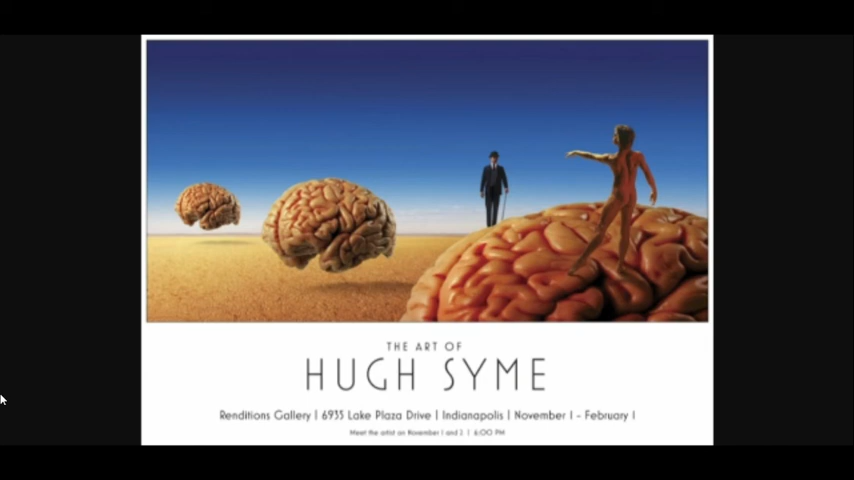 THE ART OF
HUGH SYME
Renditions Gallery | 6935 Lake Plaza Drive | Indianapolis | November 1 - February 1
Meet the artist on November 1 and 2 | 6:00 PM